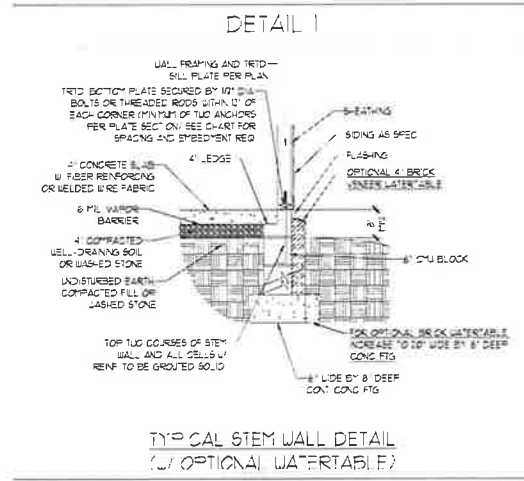 DETAIL 1
WALL FRAMING AND TRTD
SILL PLATE PER PLAN
TRTD BOTTOM PLATE SECURED BY 1/2" DIA
BOLTS OR THREADED RODS WITHIN 12" OF
EACH CORNER (MINIMUM OF TWO ANCHORS
PER PLATE SECTION) SEE CHART FOR
SPACING AND EMBEDMENT REQ
4" LEDGE
4" CONCRETE SLAB
W/ FIBER REINFORCING
OR WELDED WIRE FABRIC
6 MIL VAPOR
BARRIER
4" COMPACTED
WELL-DRAINING SOIL
OR WASHED STONE
UNDISTURBED EARTH
COMPACTED FILL OR
WASHED STONE
TOP TWO COURSES OF STEM
WALL AND ALL CELLS W/
REINF TO BE GROUTED SOLID
SHEATHING
SIDING AS SPEC
FLASHING
OPTIONAL 4" BRICK
VENEER WATERTABLE
8"
MIN
CMU BLOCK
FOR OPTIONAL BRICK WATERTABLE,
INCREASE TO 20" WIDE BY 8" DEEP
CONC FTG
WIDE BY 8" DEEP
CONT CONC FTG
TYPICAL STEM WALL DETAIL
(W/ OPTIONAL WATERTABLE)